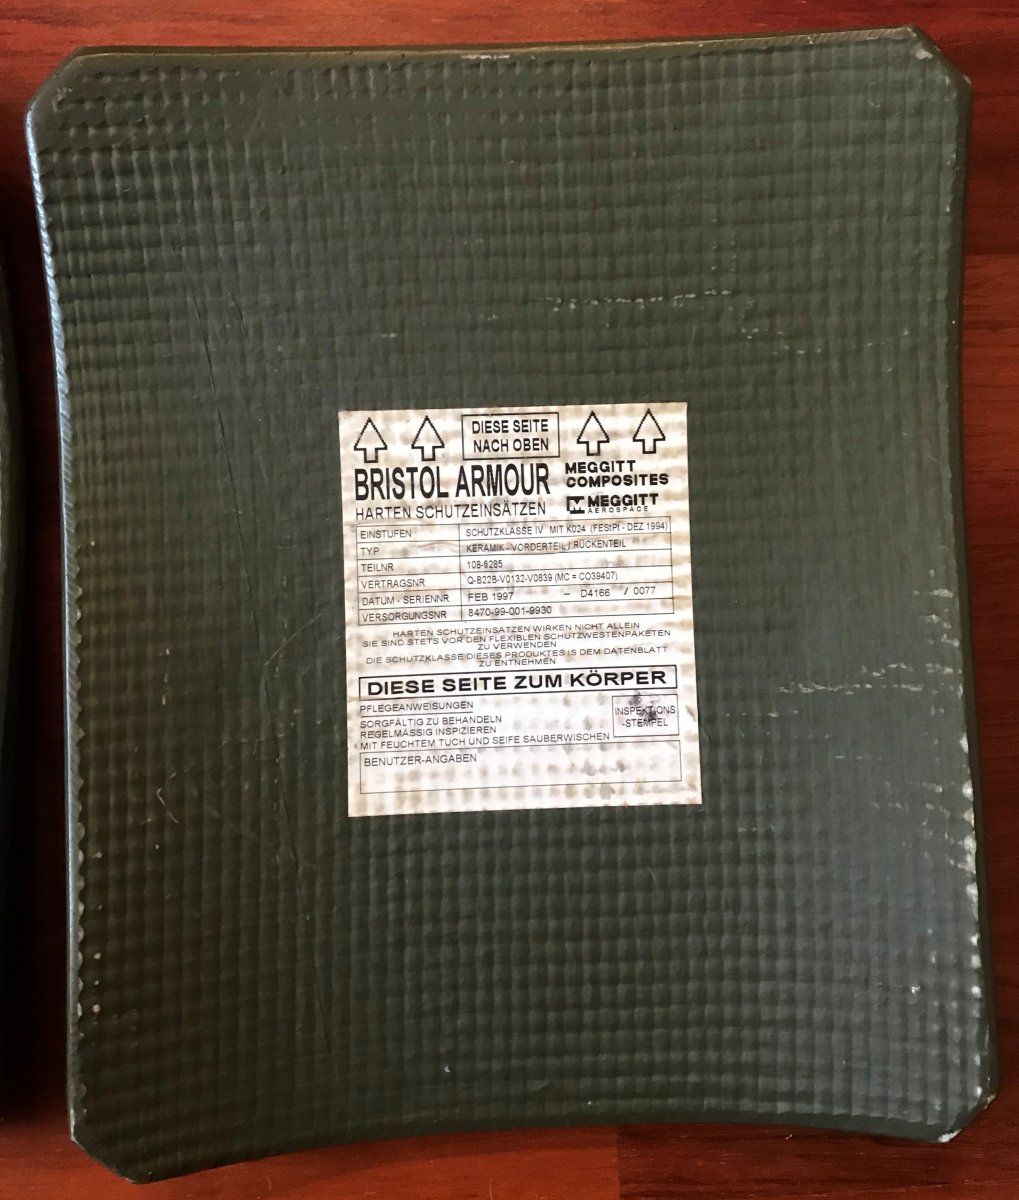 DIESE SEITE
NACH OBEN
BRISTOL ARMOUR
MEGGITT
COMPOSITES
MEGGITT
AEROSPACE
HARTEN SCHUTZEINSÄTZEN
EINSTUFEN SCHUTZKLASSE IV MIT K024 (FEStPt - DEZ 1994)
TYP KERAMIK - VORDERTEIL / RÜCKENTEIL
TEILNR 108-6285
VERTRAGSNR Q-B22B-V0132-V0839 (MC = CO39407)
DATUM - SERIENNR FEB 1997 – D4166 / 0077
VERSORGUNGSNR 8470-99-001-9930
HARTEN SCHUTZEINSÄTZEN WIRKEN NICHT ALLEIN
SIE SIND STETS VOR DEN FLEXIBLEN SCHUTZWESTENPAKETEN
ZU VERWENDEN
DIE SCHUTZKLASSE DIESES PRODUKTES IS DEM DATENBLATT
ZU ENTNEHMEN
DIESE SEITE ZUM KÖRPER
PFLEGEANWEISUNGEN
SORGFÄLTIG ZU BEHANDELN
REGELMÄSSIG INSPIZIEREN
MIT FEUCHTEM TUCH UND SEIFE SAUBERWISCHEN
INSPEKTIONS
-STEMPEL
BENUTZER-ANGABEN